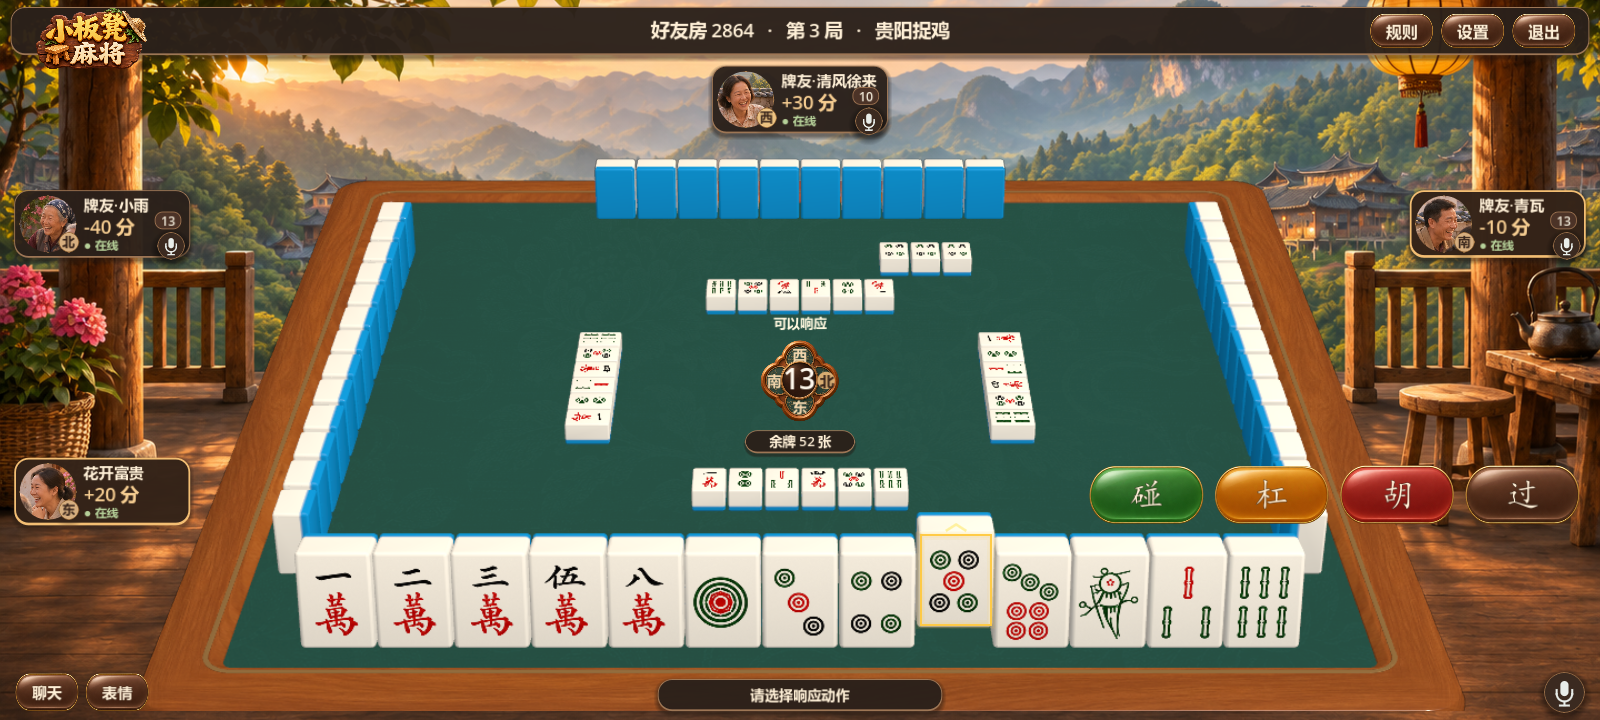 小板凳
麻将
好友房 2864 · 第 3 局 · 贵阳捉鸡
规则
设置
退出
牌友·清风徐来
+30 分
10
西
在线
牌友·小雨
-40 分
13
北
在线
牌友·青瓦
-10 分
13
南
在线
可以响应
西
南 13 北
东
余牌 52 张
花开富贵
+20 分
东
在线
碰
杠
胡
过
一萬
二萬
三萬
伍萬
八萬
聊天
表情
请选择响应动作